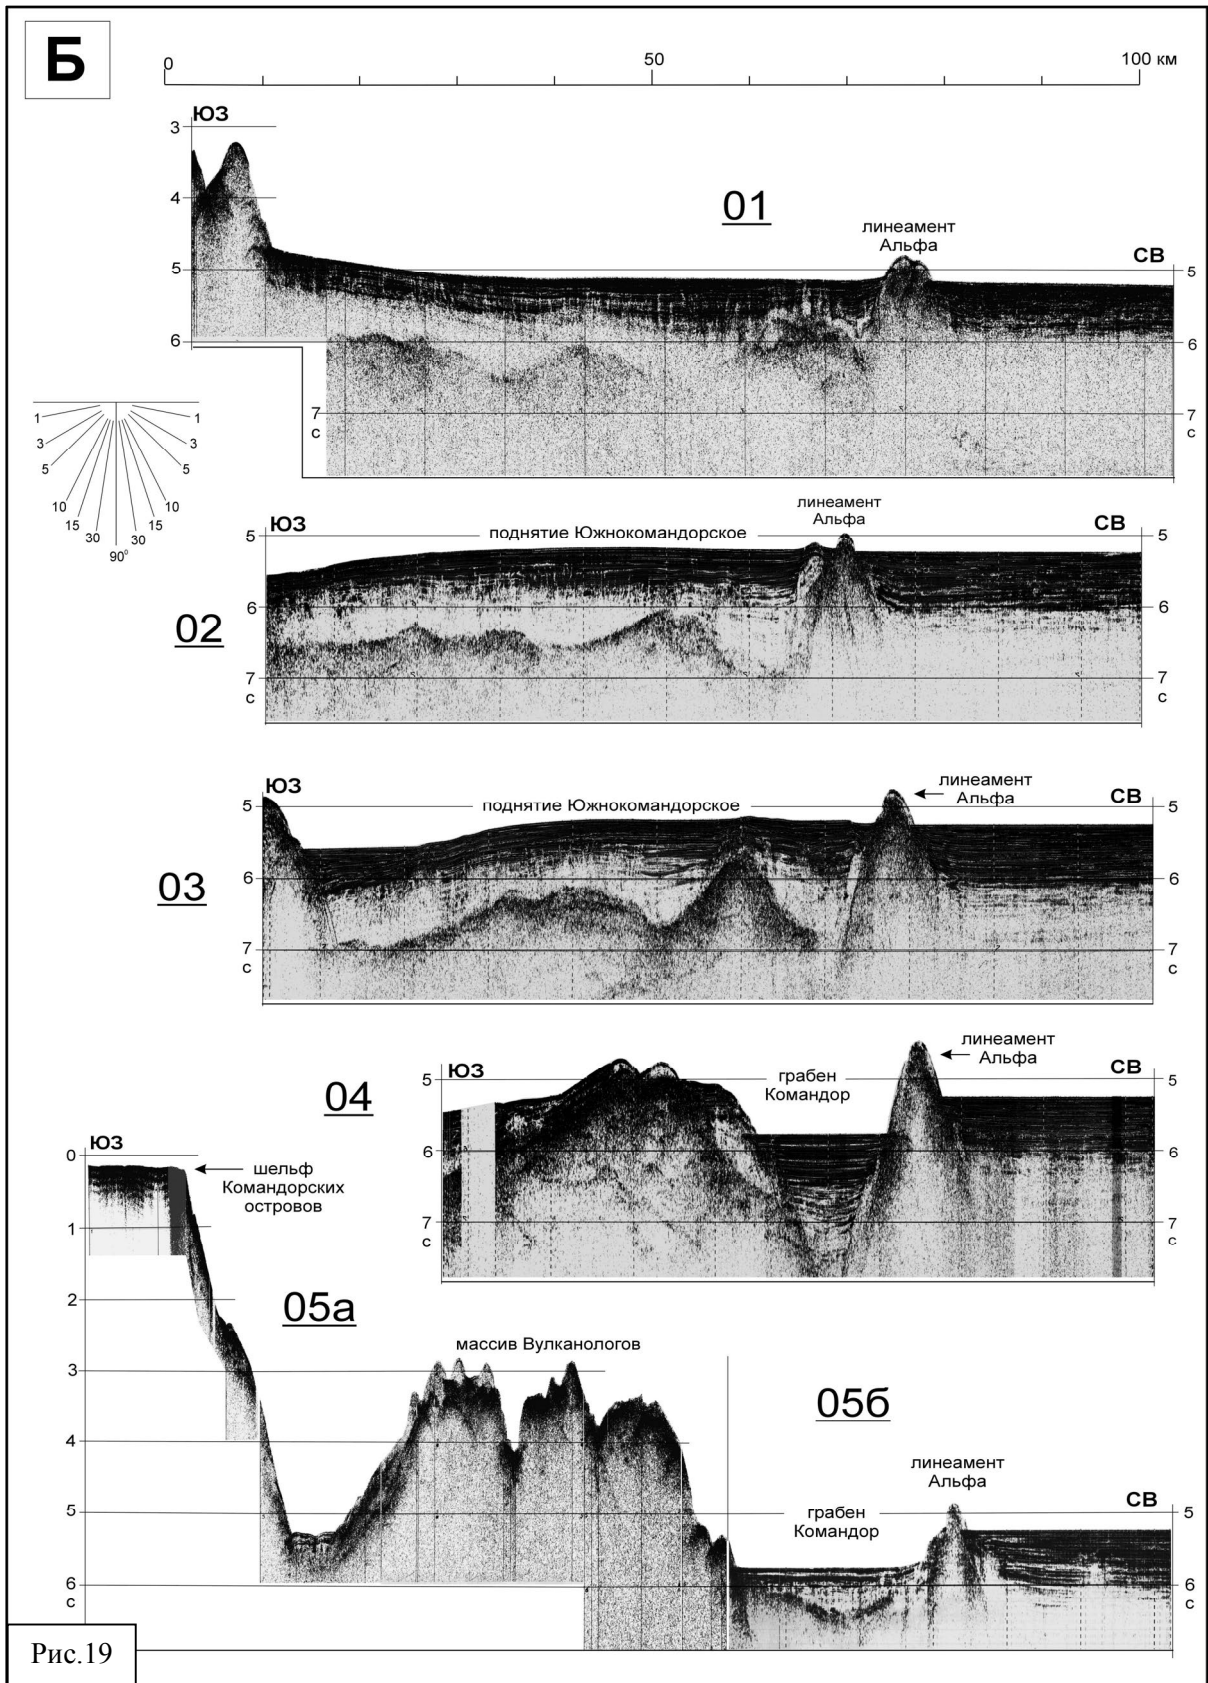 Б
0 50 100 км
ЮЗ
3
4
5
6
7
с
01
линеамент
Альфа
СВ
5
6
7
с
1 1
3 3
5 5
10 10
15 15
30 30
90°
ЮЗ
поднятие Южнокомандорское
линеамент
Альфа
СВ
5 5
6 6
7 7
с с
02
ЮЗ
поднятие Южнокомандорское
линеамент
Альфа
СВ
5 5
6 6
7 7
с с
03
04
ЮЗ
грабен
Командор
линеамент
Альфа
СВ
5 5
6 6
7 7
с с
ЮЗ
0
1
2
3
4
5
6
с
шельф
Командорских
островов
05а
массив Вулканологов
05б
грабен
Командор
линеамент
Альфа
СВ
5
6
с
Рис.19